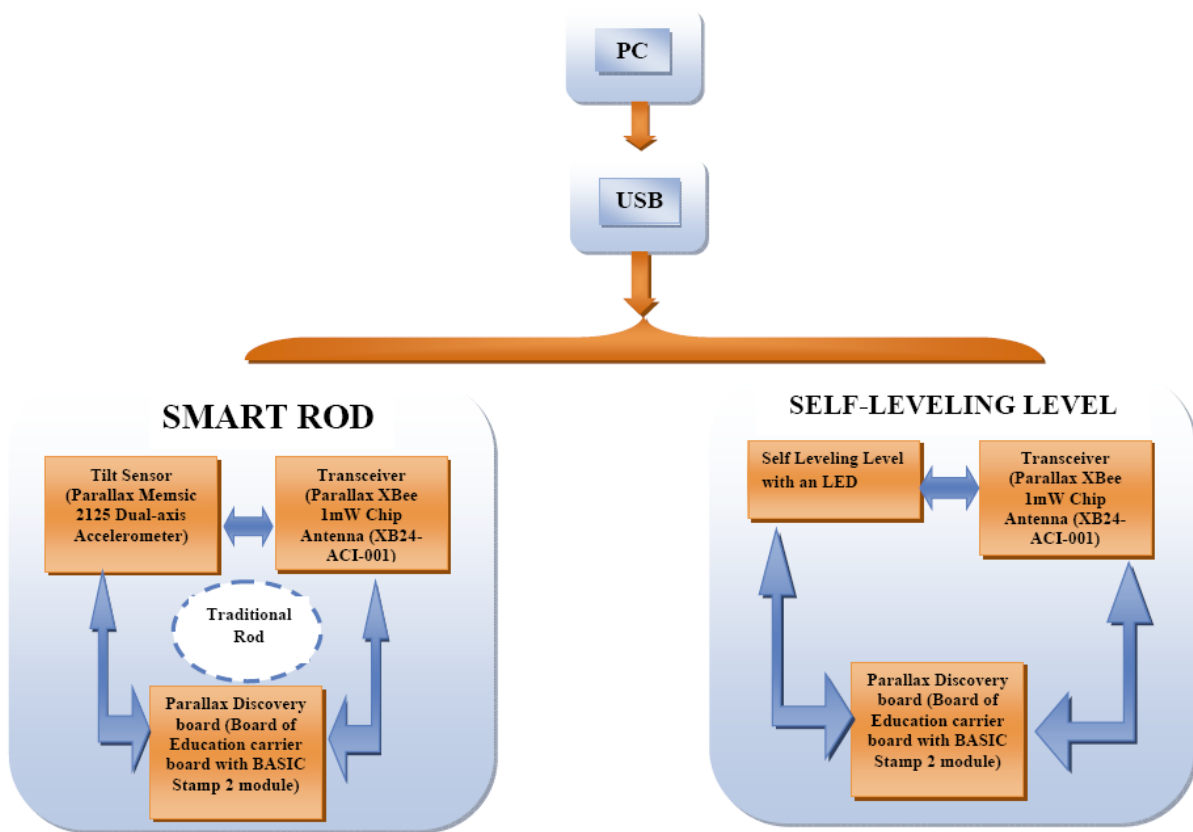 PC
USB
SMART ROD
Tilt Sensor
(Parallax Memsic
2125 Dual-axis
Accelerometer)
Transceiver
(Parallax XBee
1mW Chip
Antenna (XB24-
ACI-001)
Traditional
Rod
Parallax Discovery
board (Board of
Education carrier
board with BASIC
Stamp 2 module)
SELF-LEVELING LEVEL
Self Leveling Level
with an LED
Transceiver
(Parallax XBee
1mW Chip
Antenna (XB24-
ACI-001)
Parallax Discovery
board (Board of
Education carrier
board with BASIC
Stamp 2 module)